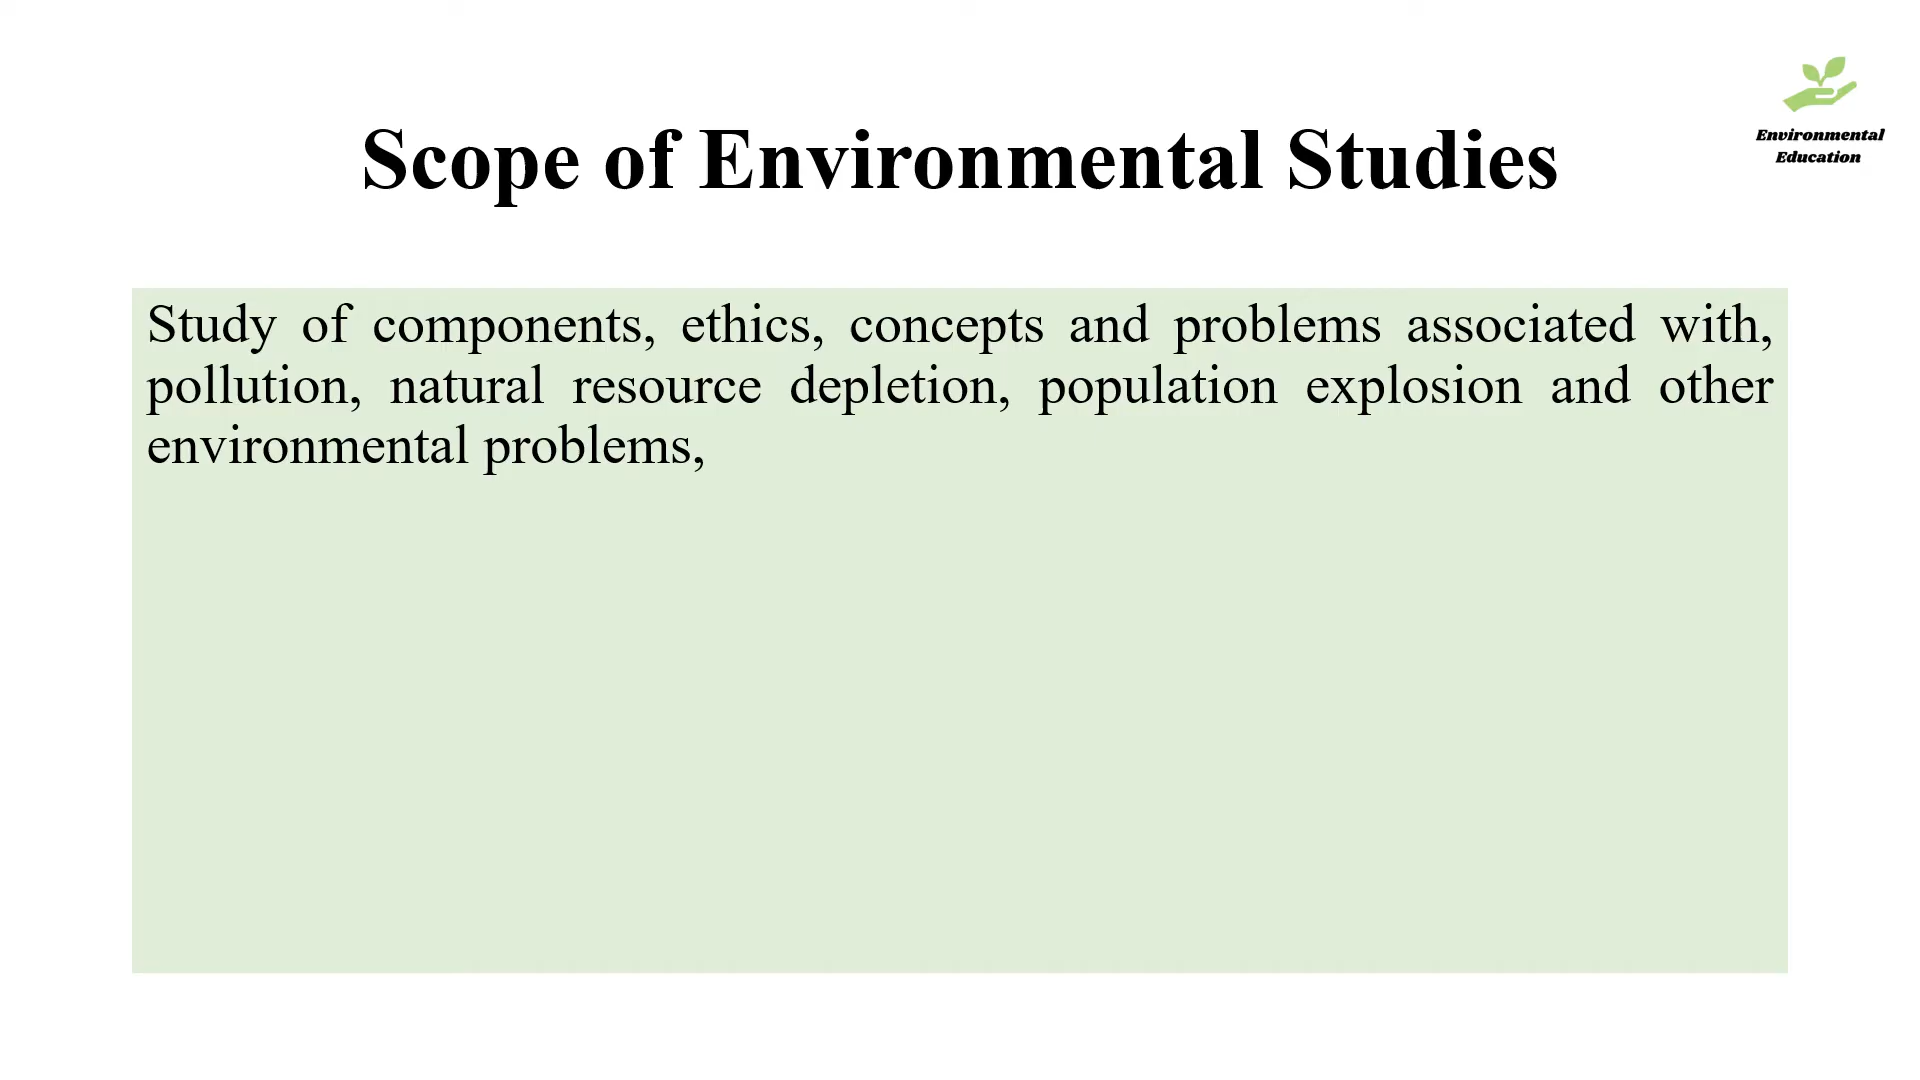 Environmental
Education
Scope of Environmental Studies
Study of components, ethics, concepts and problems associated with,
pollution, natural resource depletion, population explosion and other
environmental problems,